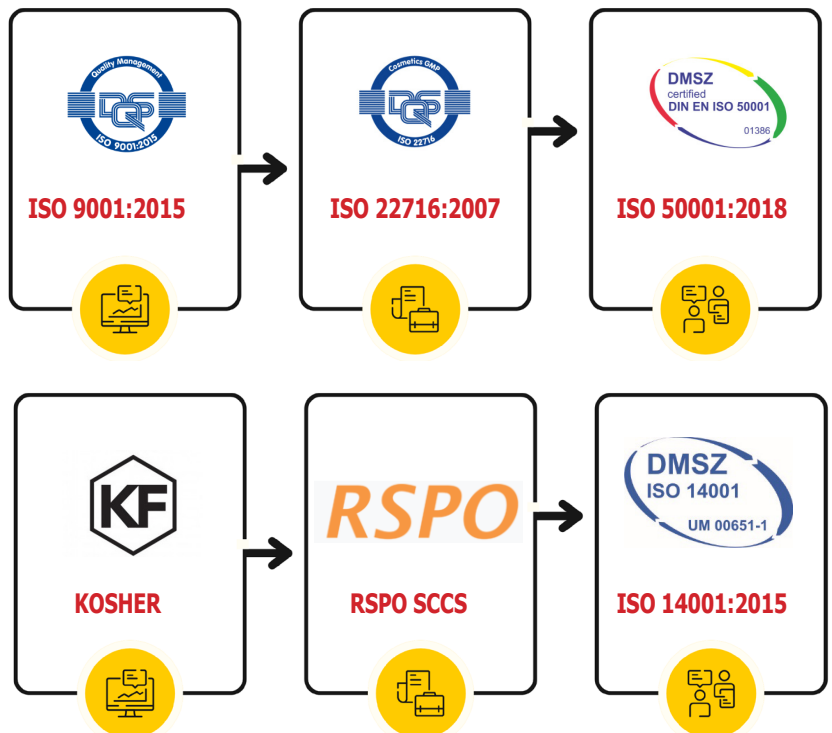 Quality Management
DQS
ISO 9001:2015
ISO 9001:2015
Cosmetics GMP
DQS
ISO 22716
ISO 22716:2007
DMSZ
certified
DIN EN ISO 50001
01386
ISO 50001:2018
KF
KOSHER
RSPO
RSPO SCCS
DMSZ
ISO 14001
UM 00651-1
ISO 14001:2015